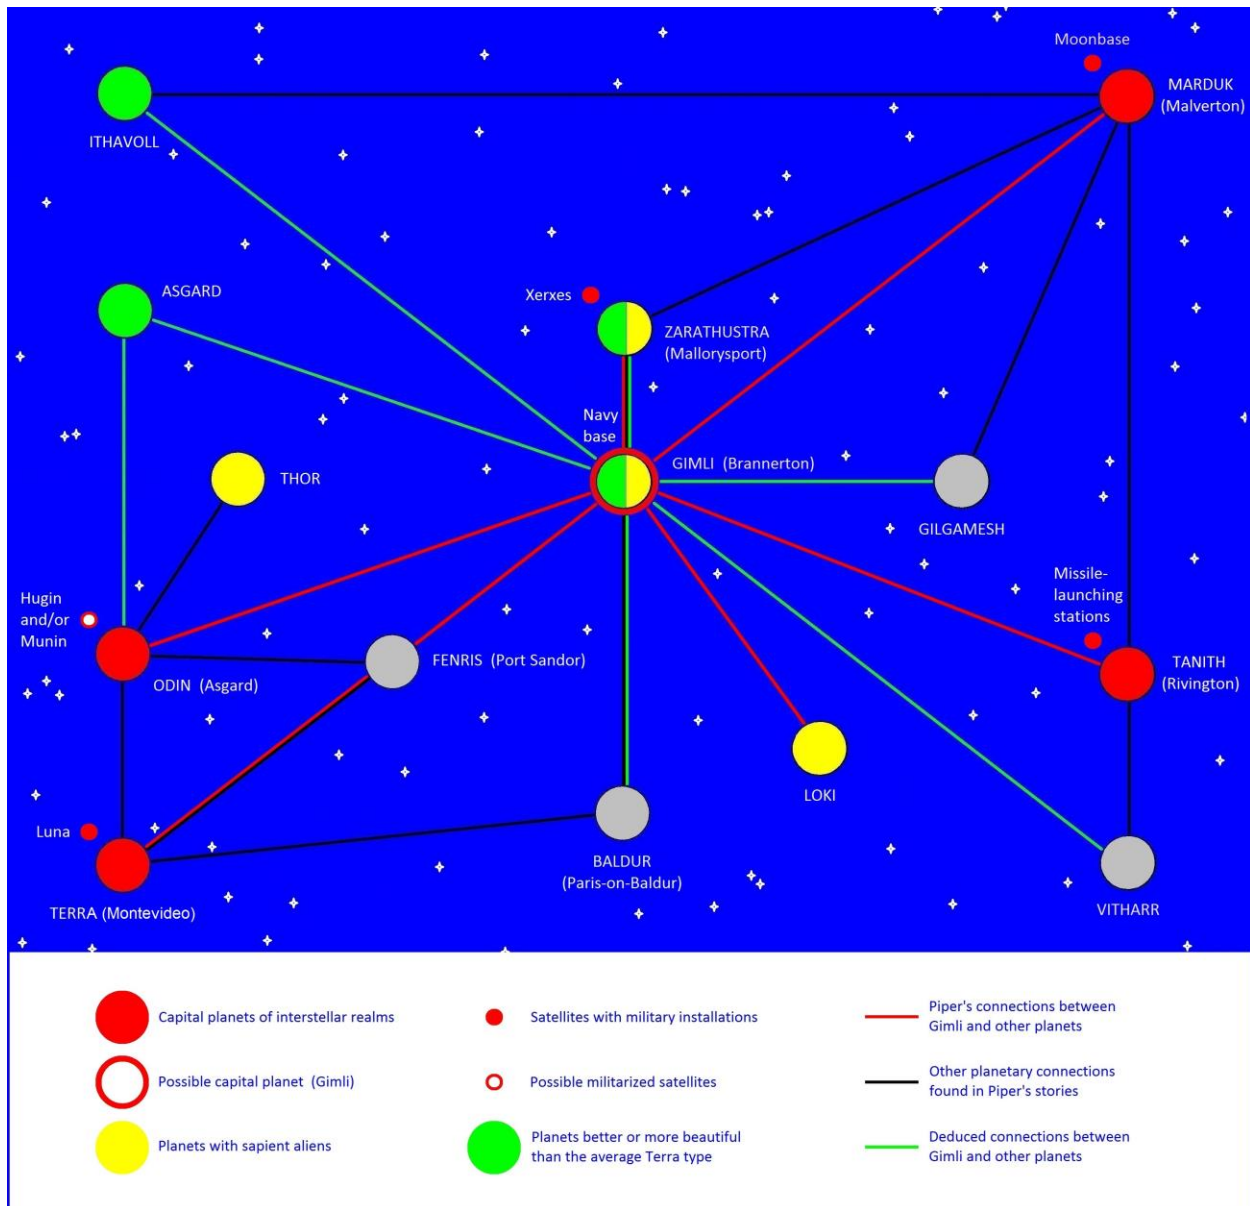 Moonbase
MARDUK
(Malverton)
ITHAVOLL
ASGARD
Xerxes
ZARATHUSTRA
(Mallorysport)
Navy
base
GIMLI (Brannerton)
THOR
GILGAMESH
Missile-
launching
stations
Hugin
and/or
Munin
FENRIS (Port Sandor)
TANITH
(Rivington)
ODIN (Asgard)
LOKI
Luna
BALDUR
(Paris-on-Baldur)
TERRA (Montevideo)
VITHARR
Capital planets of interstellar realms
Possible capital planet (Gimli)
Planets with sapient aliens
Satellites with military installations
Possible militarized satellites
Planets better or more beautiful
than the average Terra type
Piper's connections between
Gimli and other planets
Other planetary connections
found in Piper's stories
Deduced connections between
Gimli and other planets